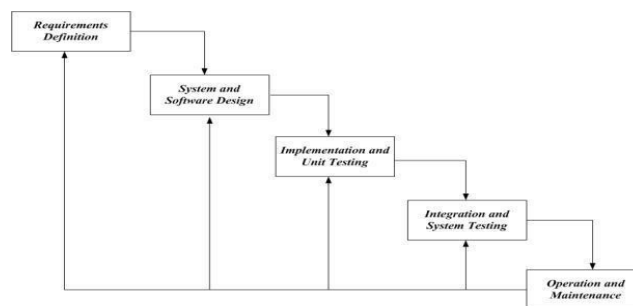 Requirements
Definition
System and
Software Design
Implementation and
Unit Testing
Integration and
System Testing
Operation and
Maintenance